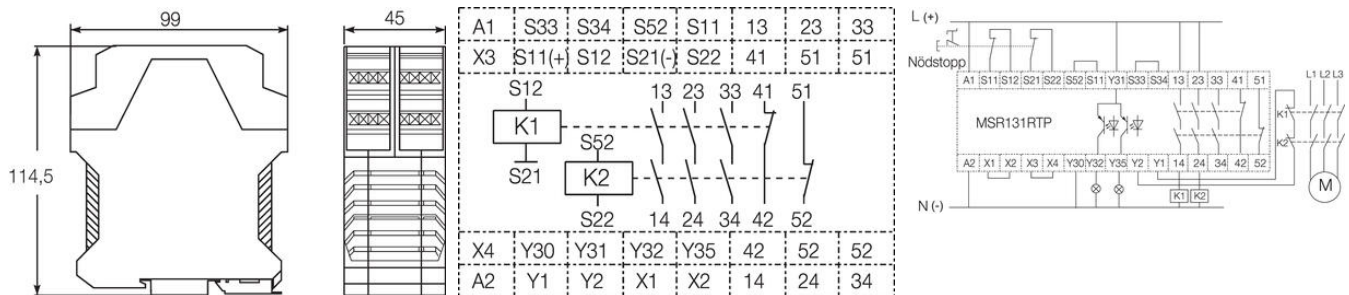 99
114,5
45
A1 S33 S34 S52 S11 13 23 33
X3 S11(+) S12 S21(-) S22 41 51 51
S12 13 23 33 41 51
K1
S52
S21 K2
S22 14 24 34 42 52
X4 Y30 Y31 Y32 Y35 42 52 52
A2 Y1 Y2 X1 X2 14 24 34
L (+)
Nödstopp
A1 S11 S12 S21 S22 S52 S11 Y31 S33 S34 13 23 33 41 51
L1 L2 L3
MSR131RTP
K1
K2
A2 X1 X2 X3 X4 Y30 Y32 Y35 Y2 Y1 14 24 34 42 52
K1 K2
M
N (-)